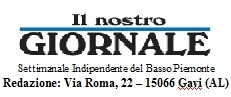 Il nostro
GIORNALE
Settimanale Indipendente del Basso Piemonte
Redazione: Via Roma, 22 – 15066 Gavi (AL)